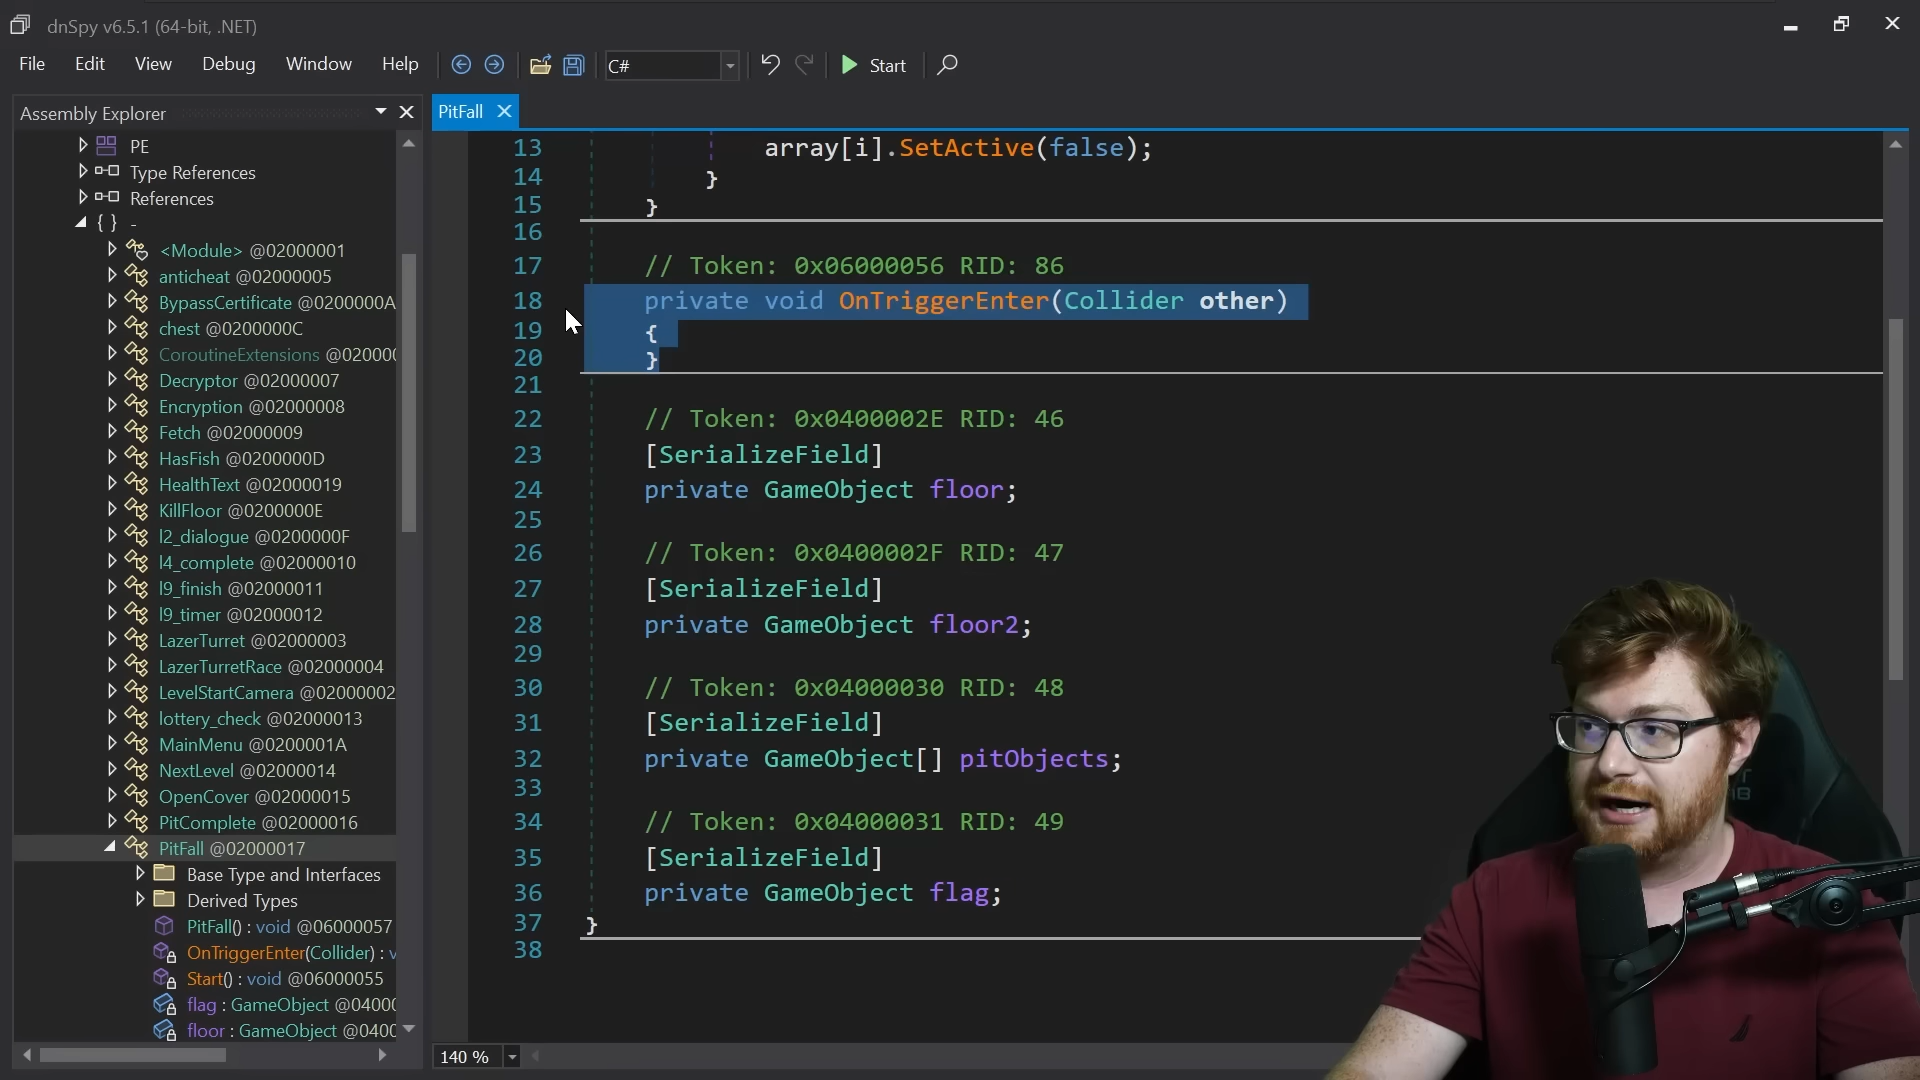 dnSpy v6.5.1 (64-bit, .NET)
File Edit View Debug Window Help C# Start
Assembly Explorer
PE
Type References
References
{ } -
<Module> @02000001
anticheat @02000005
BypassCertificate @0200000A
chest @0200000C
CoroutineExtensions @020000
Decryptor @02000007
Encryption @02000008
Fetch @02000009
HasFish @0200000D
HealthText @02000019
KillFloor @0200000E
l2_dialogue @0200000F
l4_complete @02000010
l9_finish @02000011
l9_timer @02000012
LazerTurret @02000003
LazerTurretRace @02000004
LevelStartCamera @02000002
lottery_check @02000013
MainMenu @0200001A
NextLevel @02000014
OpenCover @02000015
PitComplete @02000016
PitFall @02000017
Base Type and Interfaces
Derived Types
PitFall() : void @06000057
OnTriggerEnter(Collider) : v
Start() : void @06000055
flag : GameObject @0400
floor : GameObject @0400
PitFall
13 array[i].SetActive(false);
14 }
15 }
16
17 // Token: 0x06000056 RID: 86
18 private void OnTriggerEnter(Collider other)
19 {
20 }
21
22 // Token: 0x0400002E RID: 46
23 [SerializeField]
24 private GameObject floor;
25
26 // Token: 0x0400002F RID: 47
27 [SerializeField]
28 private GameObject floor2;
29
30 // Token: 0x04000030 RID: 48
31 [SerializeField]
32 private GameObject[] pitObjects;
33
34 // Token: 0x04000031 RID: 49
35 [SerializeField]
36 private GameObject flag;
37 }
38
140 %